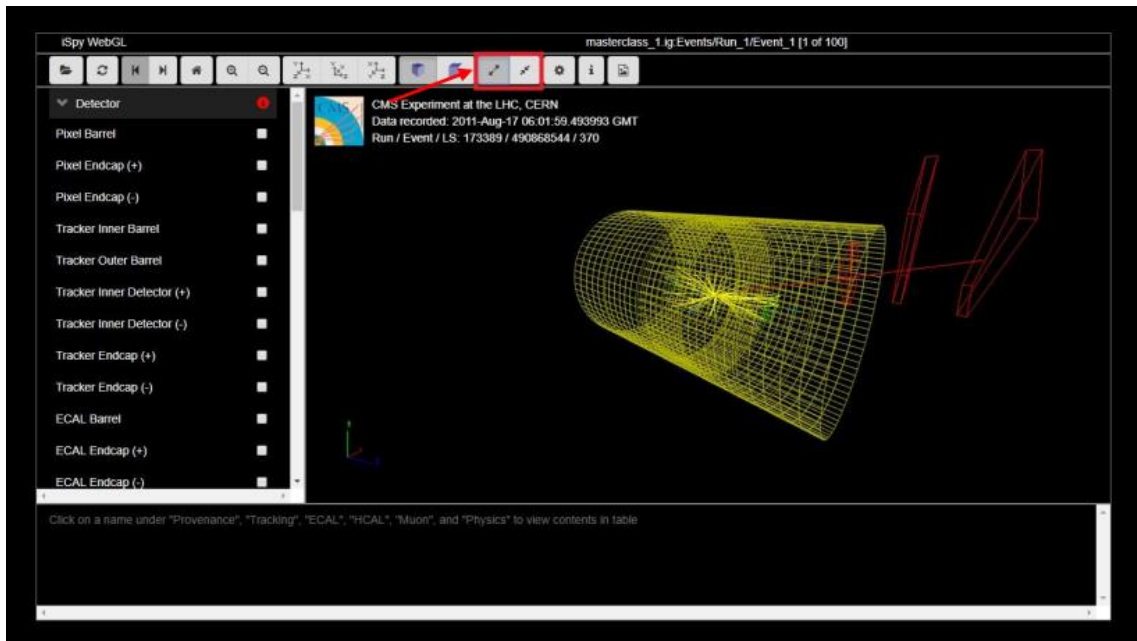 iSpy WebGL
masterclass_1.ig:Events/Run_1/Event_1 [1 of 100]
Detector
CMS
CMS Experiment at the LHC, CERN
Data recorded: 2011-Aug-17 06:01:59.493993 GMT
Run / Event / LS: 173389 / 490868544 / 370
Pixel Barrel
Pixel Endcap (+)
Pixel Endcap (-)
Tracker Inner Barrel
Tracker Outer Barrel
Tracker Inner Detector (+)
Tracker Inner Detector (-)
Tracker Endcap (+)
Tracker Endcap (-)
ECAL Barrel
ECAL Endcap (+)
ECAL Endcap (-)
Click on a name under "Provenance", "Tracking", "ECAL", "HCAL", "Muon", and "Physics" to view contents in table